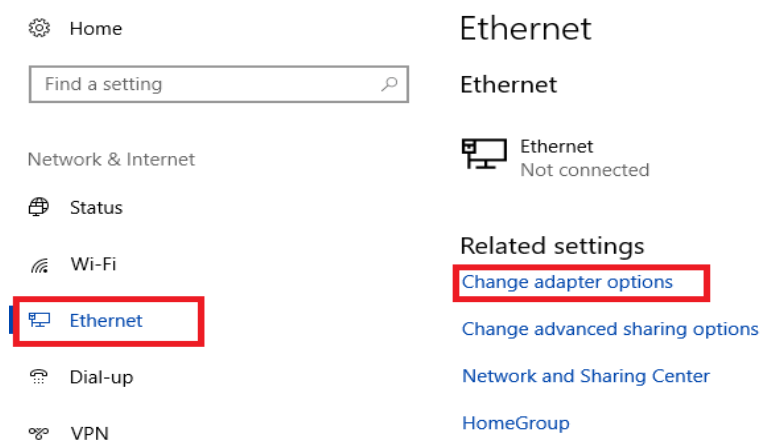 Home
Find a setting
Network & Internet
Status
Wi-Fi
Ethernet
Dial-up
VPN
Ethernet
Ethernet
Ethernet
Not connected
Related settings
Change adapter options
Change advanced sharing options
Network and Sharing Center
HomeGroup